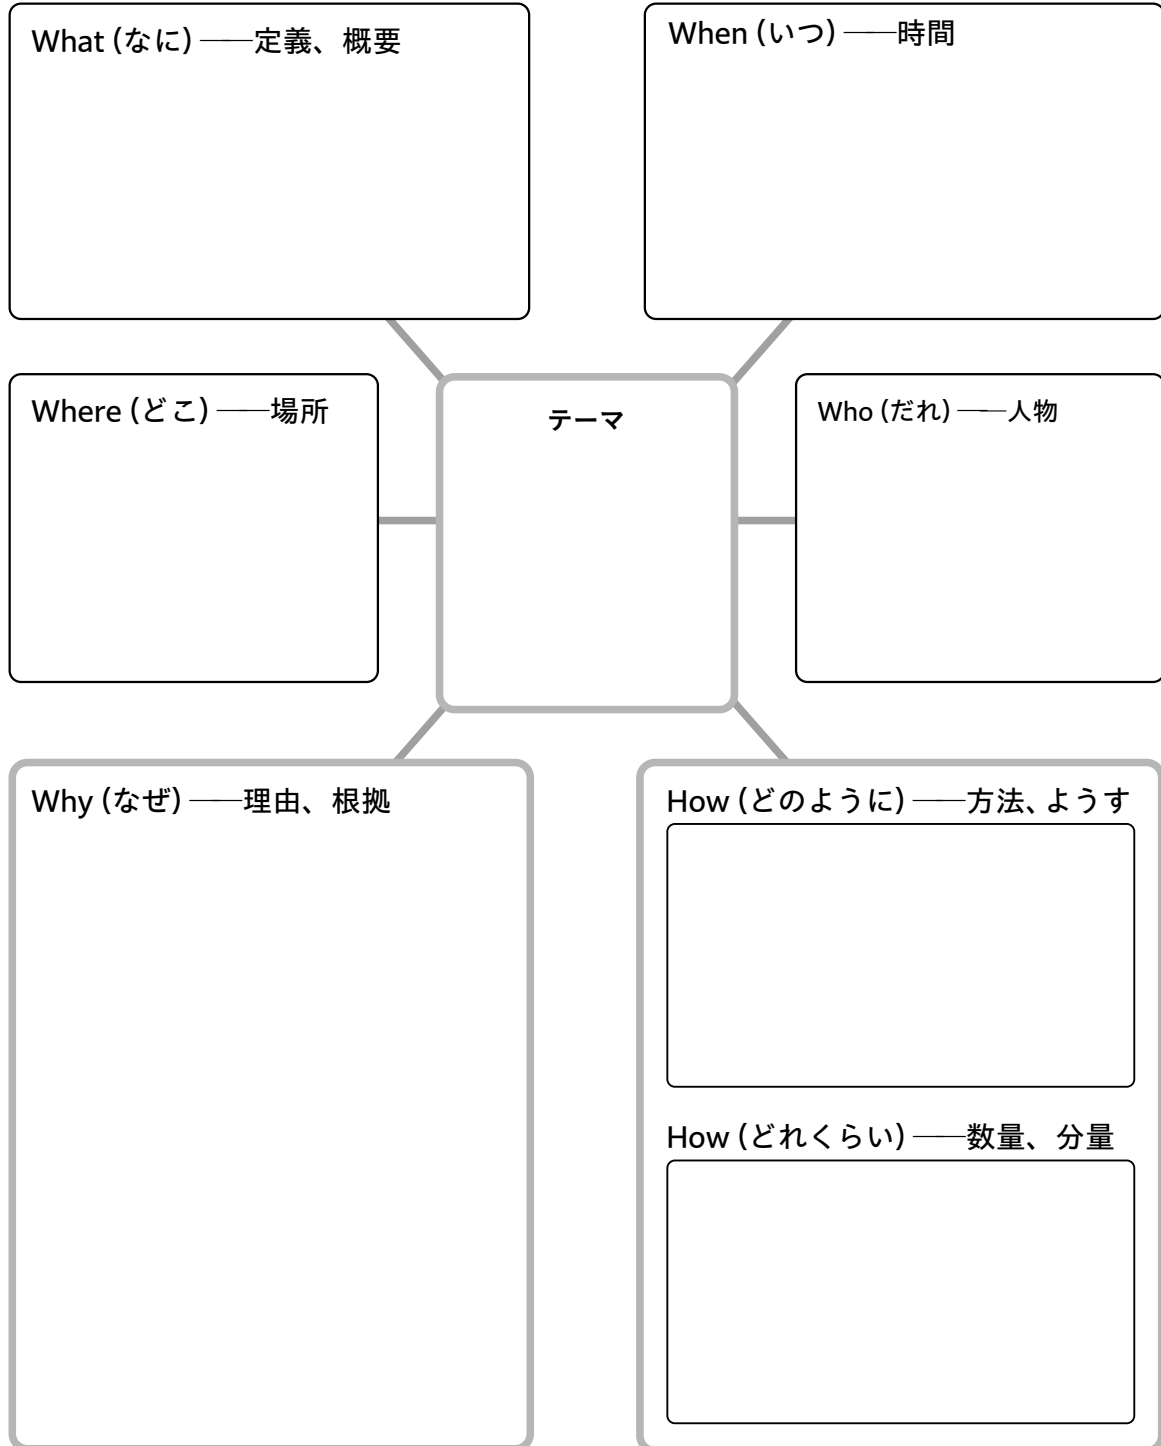 What（なに）――定義、概要
When（いつ）――時間
Where（どこ）――場所
テーマ
Who（だれ）――人物
Why（なぜ）――理由、根拠
How（どのように）――方法、ようす
How（どれくらい）――数量、分量